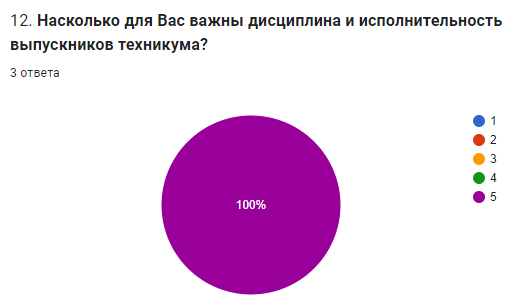 12. Насколько для Вас важны дисциплина и исполнительность
выпускников техникума?
3 ответа
100%
1
2
3
4
5